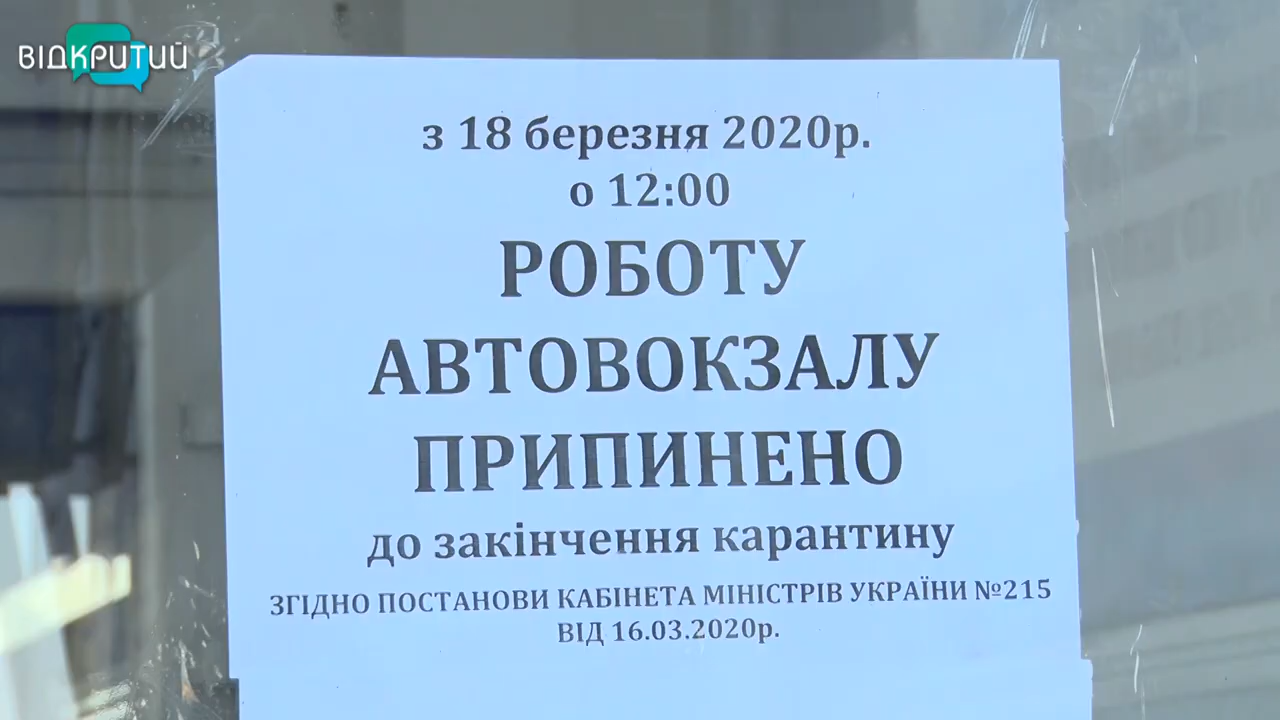 ВІДКРИТИЙ
з 18 березня 2020р.
о 12:00
РОБОТУ
АВТОВОКЗАЛУ
ПРИПИНЕНО
до закінчення карантину
ЗГІДНО ПОСТАНОВИ КАБІНЕТА МІНІСТРІВ УКРАЇНИ №215
ВІД 16.03.2020р.